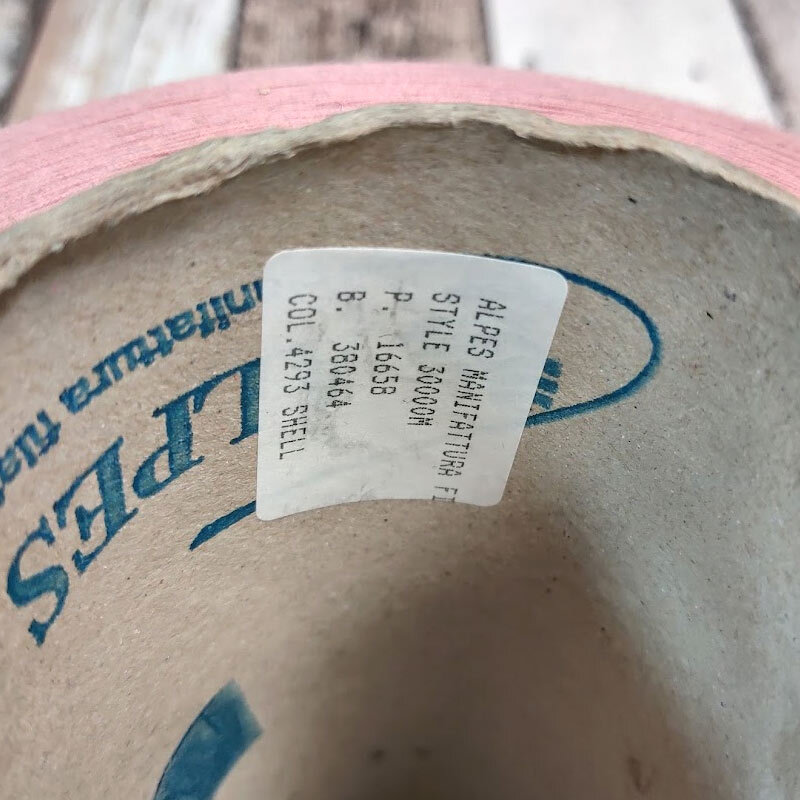 ALPES MANIFATTURA FI
STYLE 30000M
P. 16658
B. 380464
COL.4293 SHELL
LPES
nifattura fila